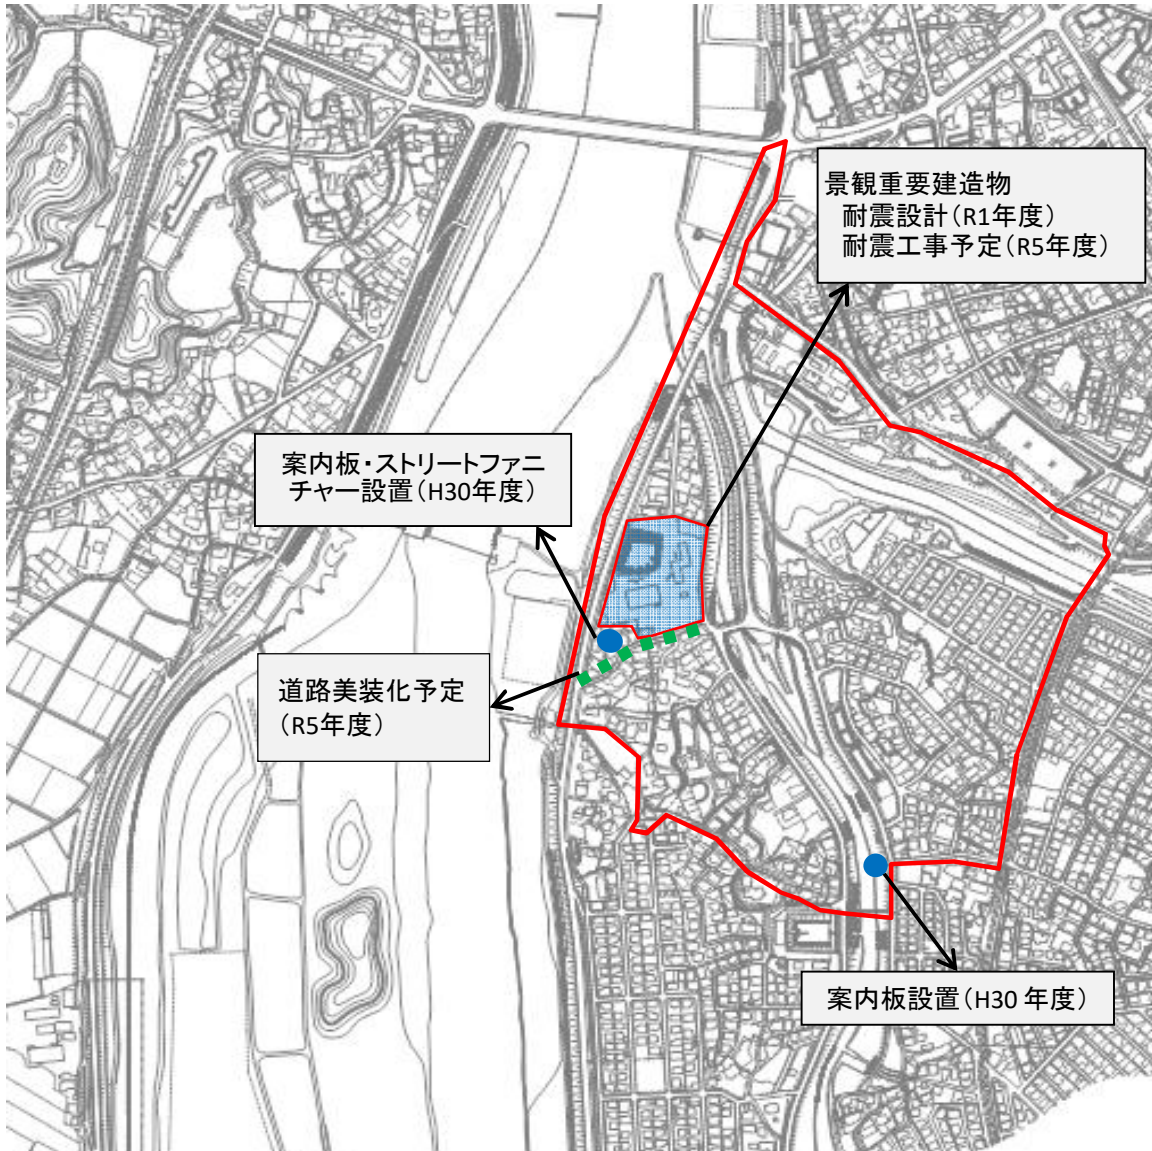 景観重要建造物
耐震設計(R1年度)
耐震工事予定(R5年度)
案内板・ストリートファニ
チャー設置(H30年度)
道路美装化予定
(R5年度)
案内板設置(H30 年度)